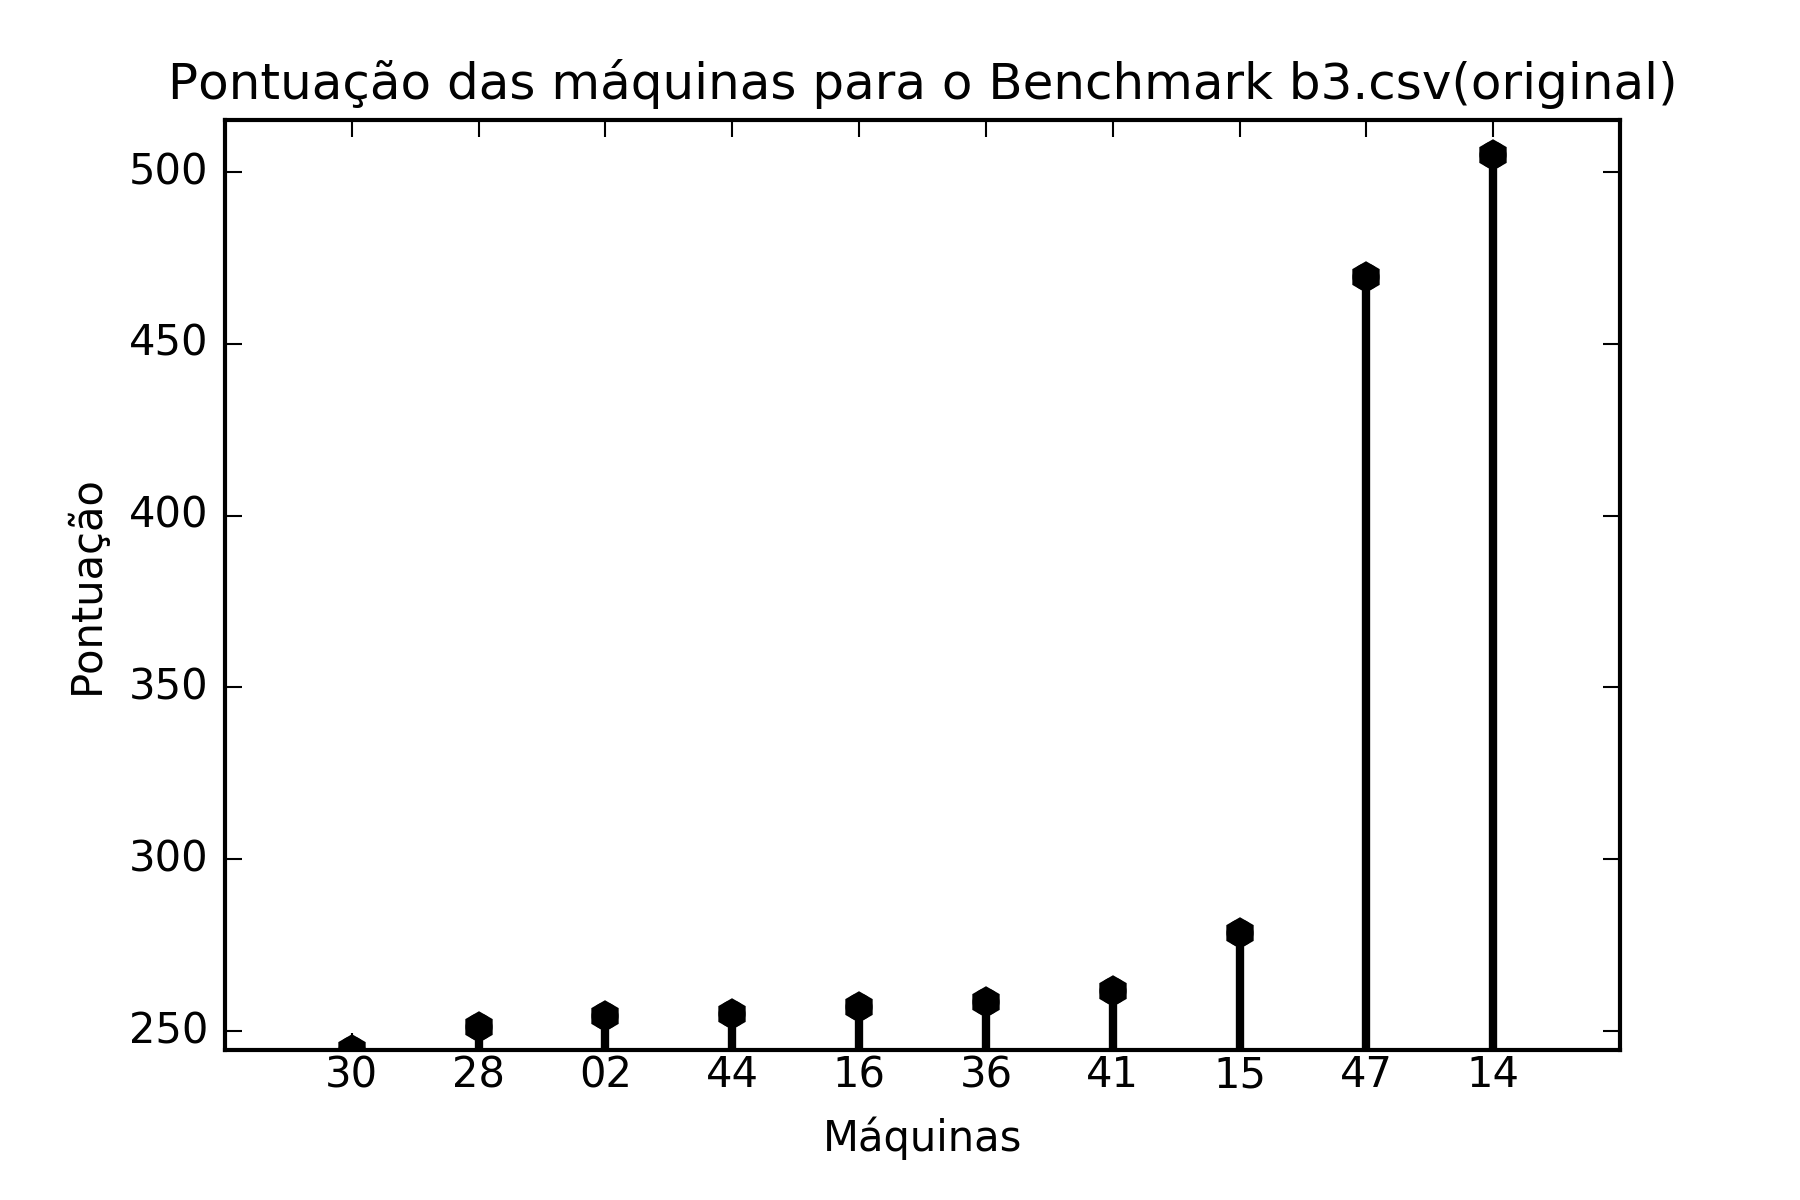 Pontuação das máquinas para o Benchmark b3.csv(original)
500
450
400
350
300
250
Pontuação
30 28 02 44 16 36 41 15 47 14
Máquinas